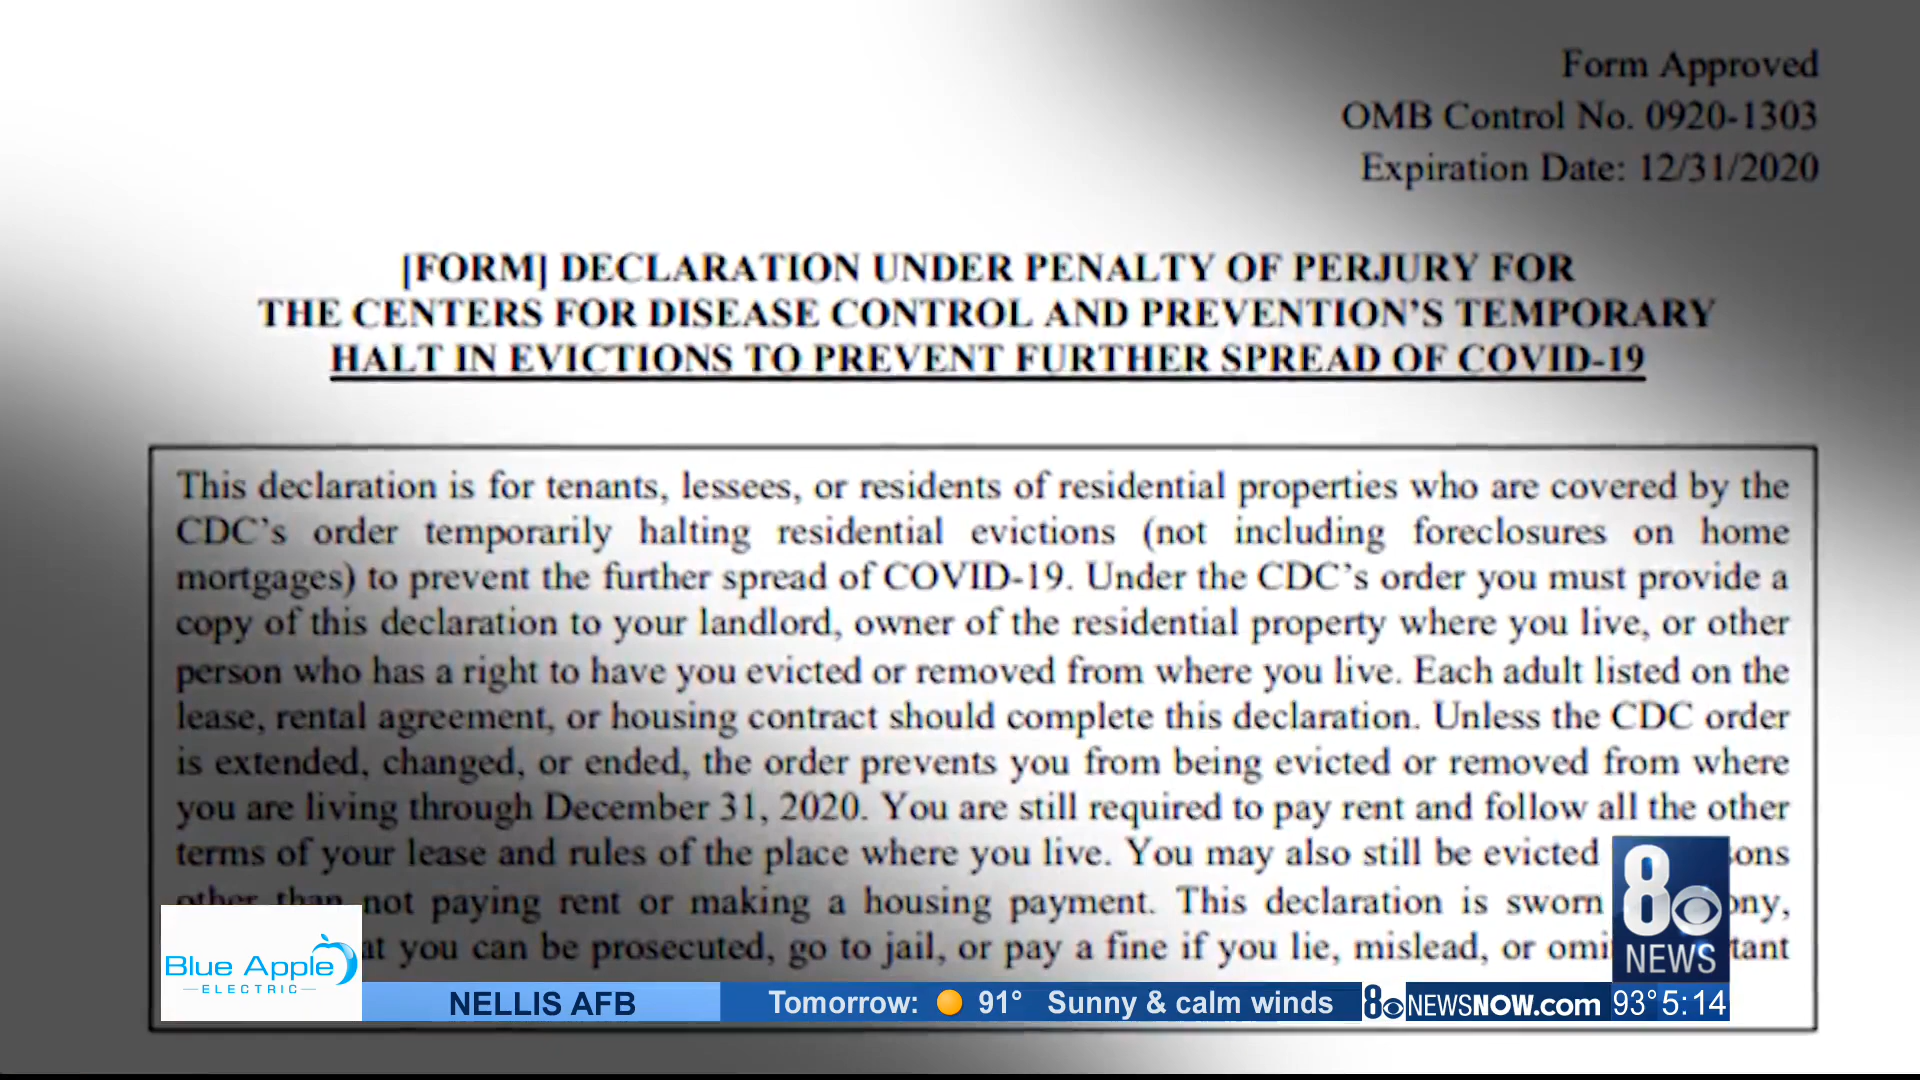 Form Approved
OMB Control No. 0920-1303
Expiration Date: 12/31/2020
[FORM] DECLARATION UNDER PENALTY OF PERJURY FOR
THE CENTERS FOR DISEASE CONTROL AND PREVENTION'S TEMPORARY
HALT IN EVICTIONS TO PREVENT FURTHER SPREAD OF COVID-19
This declaration is for tenants, lessees, or residents of residential properties who are covered by the
CDC's order temporarily halting residential evictions (not including foreclosures on home
mortgages) to prevent the further spread of COVID-19. Under the CDC's order you must provide a
copy of this declaration to your landlord, owner of the residential property where you live, or other
person who has a right to have you evicted or removed from where you live. Each adult listed on the
lease, rental agreement, or housing contract should complete this declaration. Unless the CDC order
is extended, changed, or ended, the order prevents you from being evicted or removed from where
you are living through December 31, 2020. You are still required to pay rent and follow all the other
terms of your lease and rules of the place where you live. You may also still be evicted
other than not paying rent or making a housing payment. This declaration is sworn
you can be prosecuted, go to jail, or pay a fine if you lie, mislead, or
8 NEWS
Blue Apple
ELECTRIC
NELLIS AFB
Tomorrow: 91° Sunny & calm winds
8 NEWSNOW.com
93° 5:14